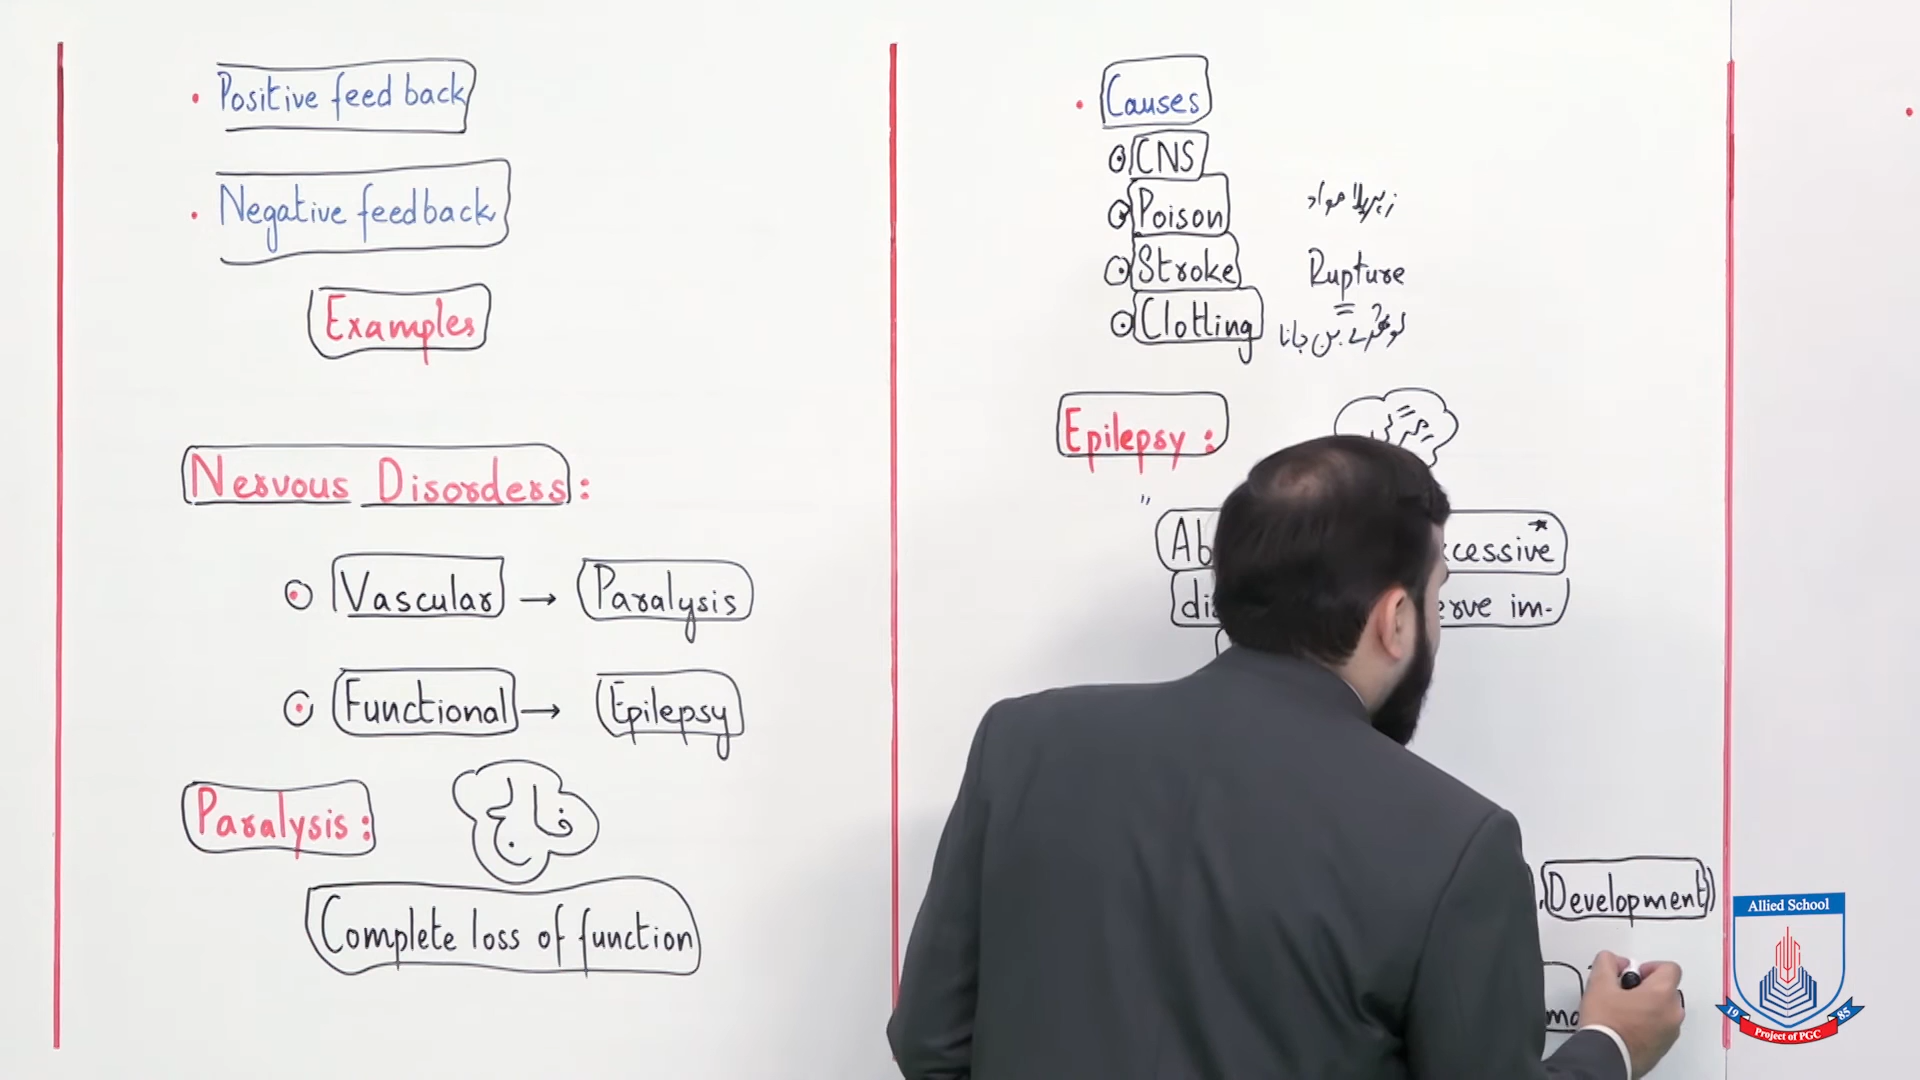 • Positive feed back
• Negative feedback
Examples
Nervous Disorders:
Vascular → Paralysis
Functional → Epilepsy
Paralysis:
فالج
Complete loss of function
• Causes
CNS
Poison زہریلا مواد
Stroke Rupture
Clotting لوتھڑے بن جانا
Epilepsy:
" Ab cessive *
di erve im-
Development
Allied School
19 85
Project of PGC